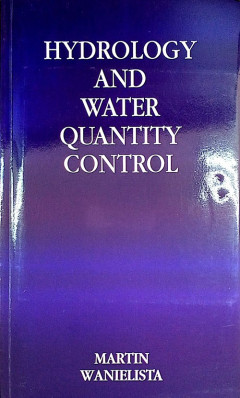 HYDROLOGY
AND
WATER
QUANTITY
CONTROL
MARTIN
WANIELISTA